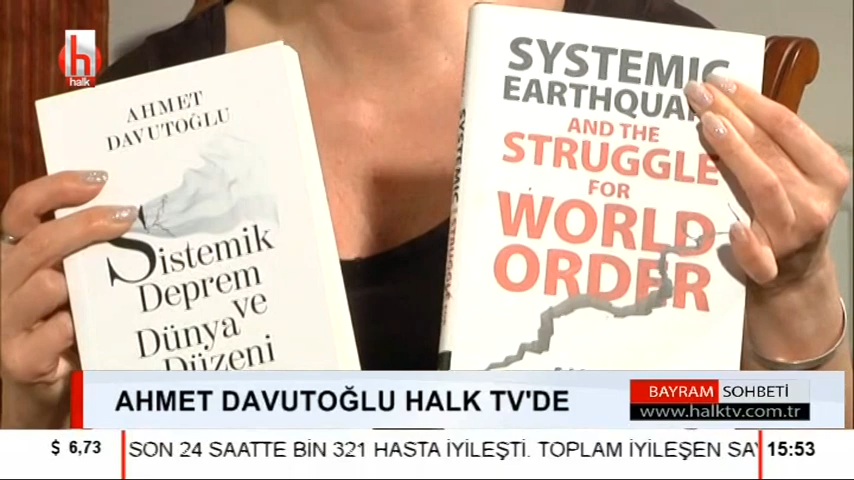 h
halk
AHMET
DAVUTOĞLU
Sistemik
Deprem
ve
Dünya
Düzeni
SYSTEMIC
SYSTEMIC
EARTHQUA
AND THE
STRUGGLE
FOR
WORLD
ORDER
AHMET DAVUTOĞLU HALK TV'DE
BAYRAM SOHBETİ
www.halktv.com.tr
$ 6,73
SON 24 SAATTE BİN 321 HASTA İYİLEŞTİ. TOPLAM İYİLEŞEN
15:53